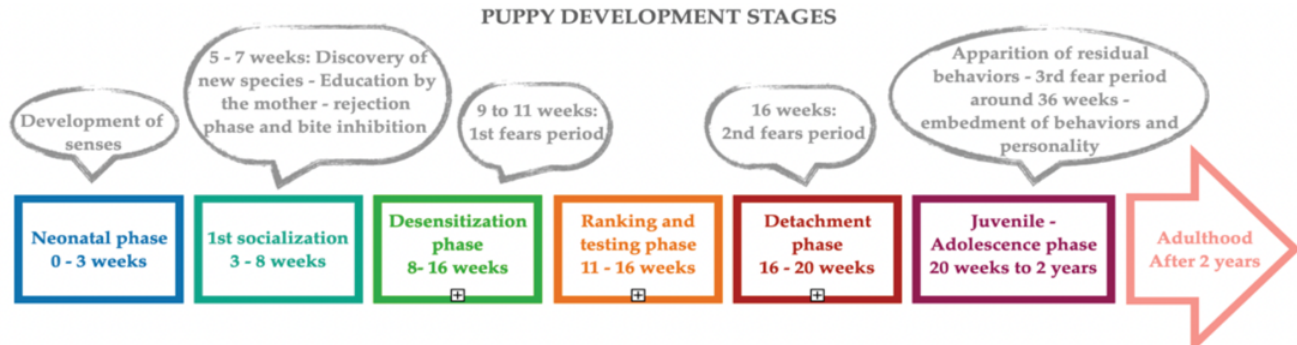 PUPPY DEVELOPMENT STAGES
Development of
senses
5 - 7 weeks: Discovery of
new species - Education by
the mother - rejection
phase and bite inhibition
9 to 11 weeks:
1st fears period
16 weeks:
2nd fears period
Apparition of residual
behaviors - 3rd fear period
around 36 weeks -
embedment of behaviors and
personality
Neonatal phase
0 - 3 weeks
1st socialization
3 - 8 weeks
Desensitization
phase
8- 16 weeks
Ranking and
testing phase
11 - 16 weeks
Detachment
phase
16 - 20 weeks
Juvenile -
Adolescence phase
20 weeks to 2 years
Adulthood
After 2 years